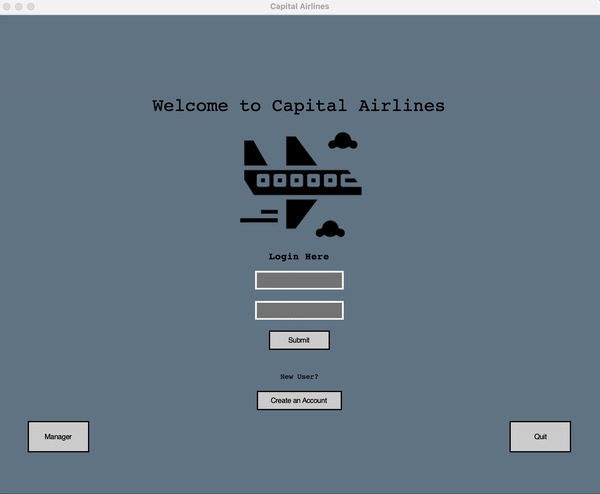 Capital Airlines
Welcome to Capital Airlines
Login Here
Submit
New User?
Create an Account
Manager
Quit